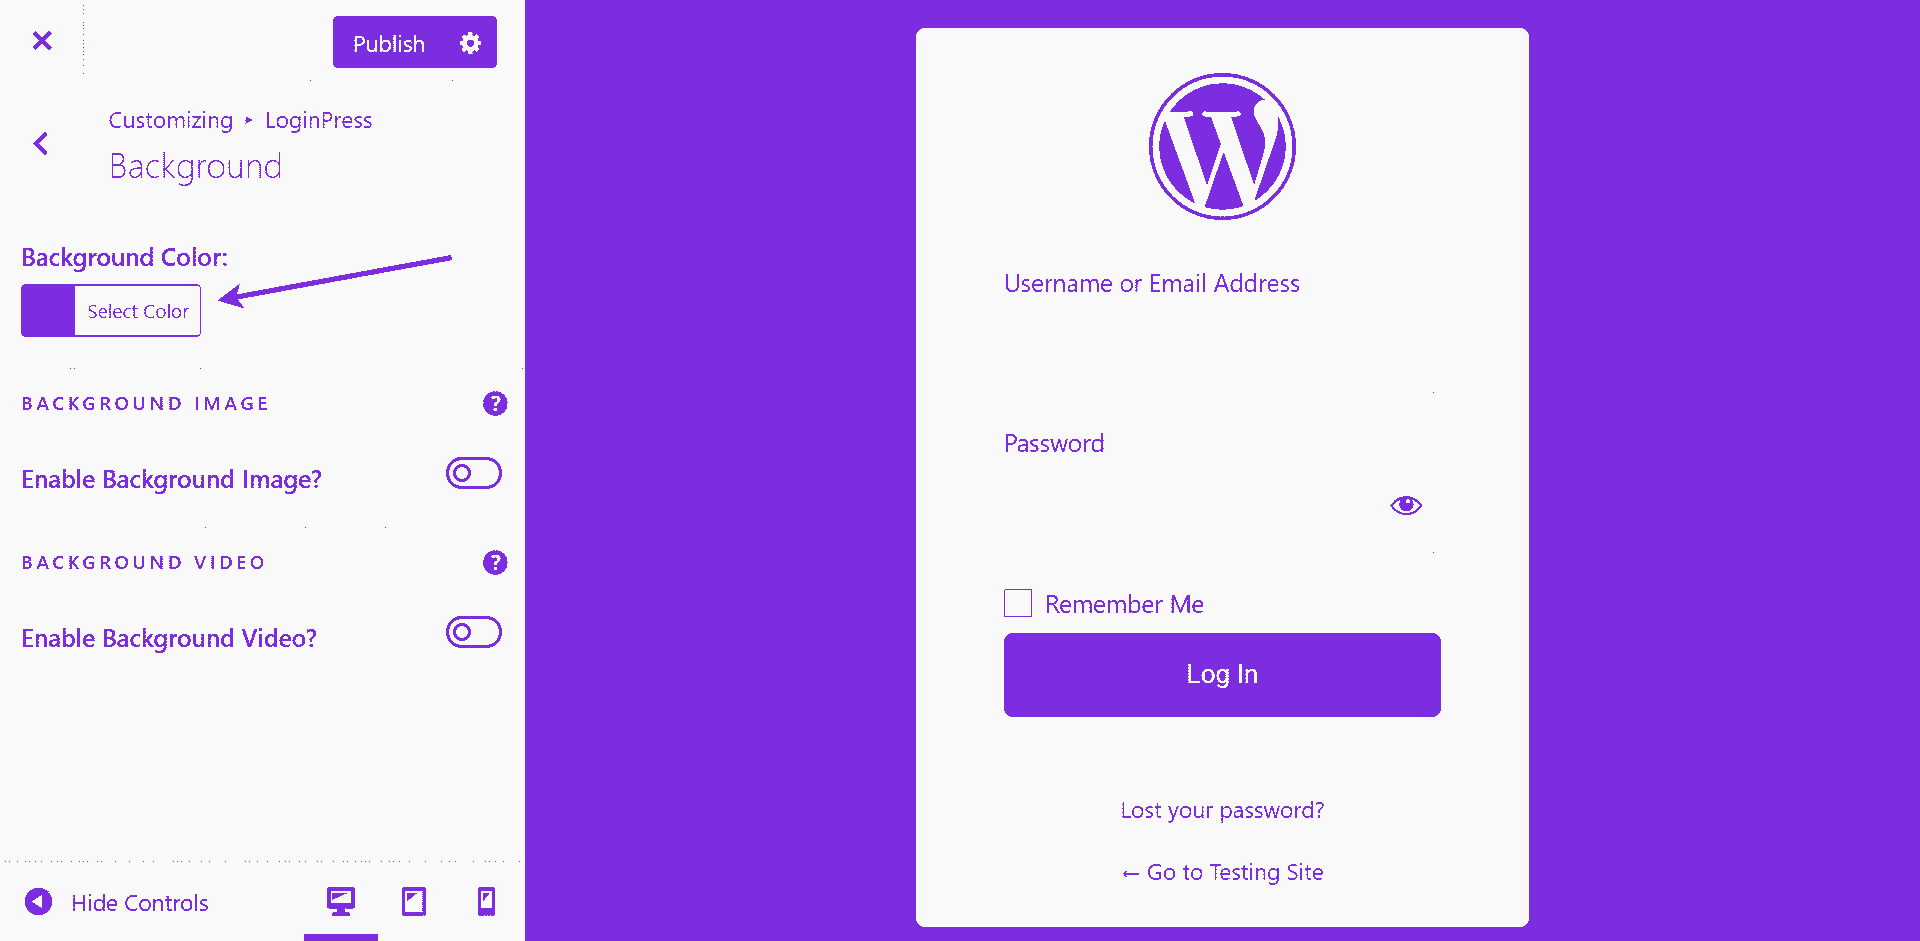 Publish
Customizing ▸ LoginPress
Background
Background Color:
Select Color
BACKGROUND IMAGE
?
Enable Background Image?
BACKGROUND VIDEO
?
Enable Background Video?
Hide Controls
W
Username or Email Address
Password
Remember Me
Log In
Lost your password?
← Go to Testing Site